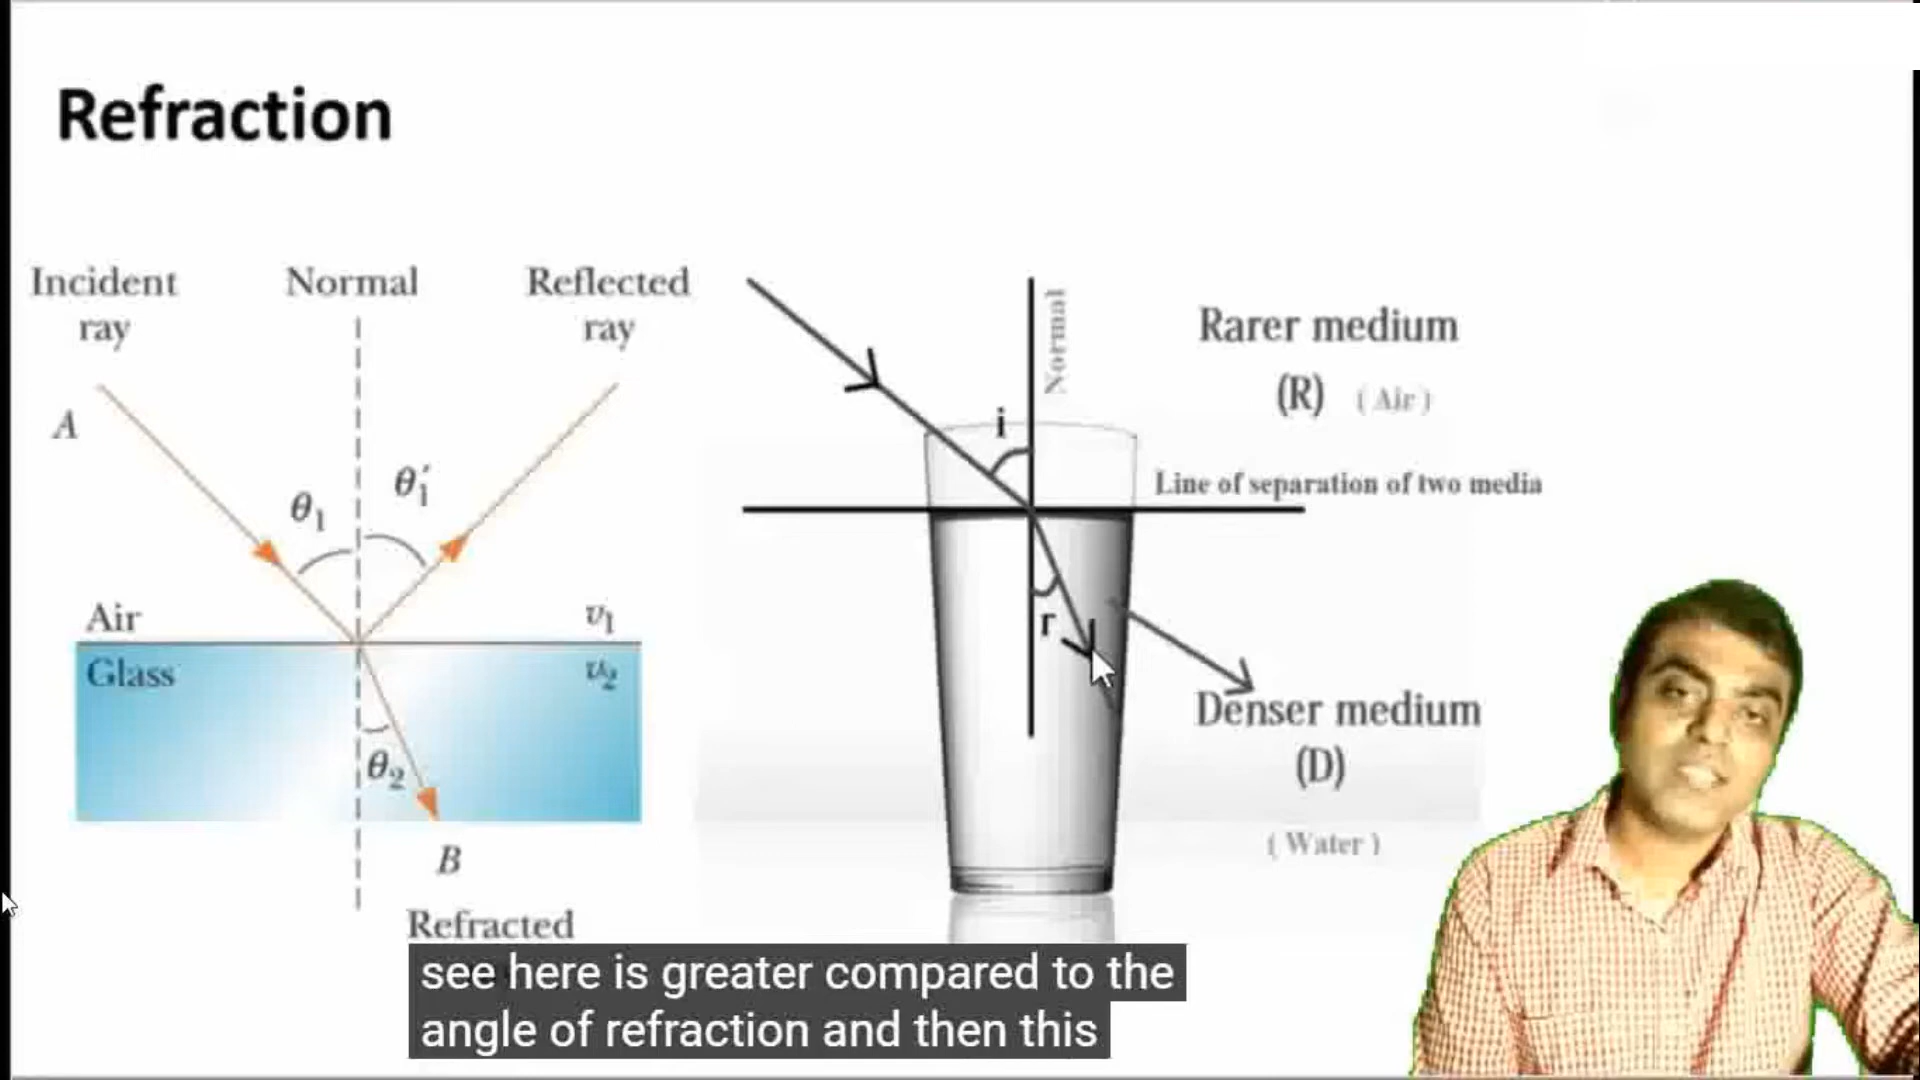 Refraction
Incident
ray
Normal
Reflected
ray
A
θ1
θ1′
Air
v1
Glass
v2
θ2
B
Refracted
Normal
i
r
Rarer medium
(R) ( Air )
Line of separation of two media
Denser medium
(D)
( Water )
see here is greater compared to the
angle of refraction and then this